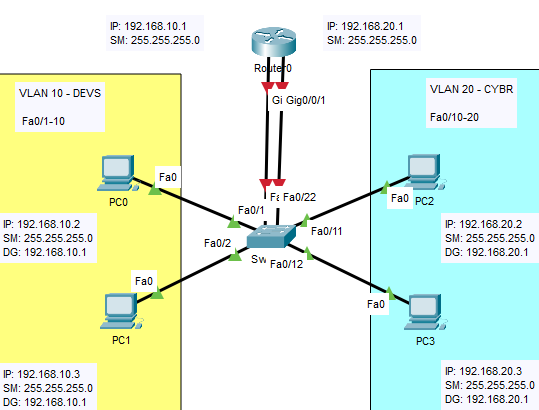 IP: 192.168.10.1
SM: 255.255.255.0
IP: 192.168.20.1
SM: 255.255.255.0
Router0
Gi Gig0/0/1
VLAN 10 - DEVS
Fa0/1-10
VLAN 20 - CYBR
Fa0/10-20
Fa0
PC0
Fa0/1
Fa0/22
Fa0
PC2
IP: 192.168.10.2
SM: 255.255.255.0
DG: 192.168.10.1
Fa0/2
Fa0/11
IP: 192.168.20.2
SM: 255.255.255.0
DG: 192.168.20.1
Sw
Fa0/12
Fa0
PC1
Fa0
PC3
IP: 192.168.10.3
SM: 255.255.255.0
DG: 192.168.10.1
IP: 192.168.20.3
SM: 255.255.255.0
DG: 192.168.20.1